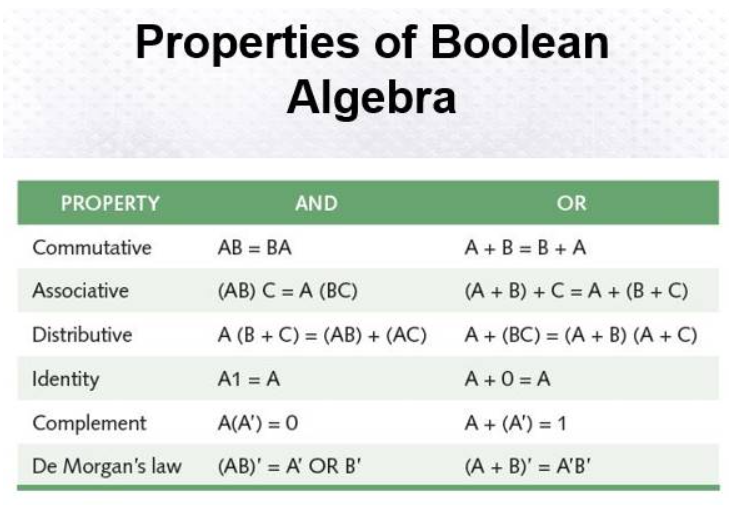 Properties of Boolean
Algebra
PROPERTY AND OR
Commutative AB = BA A + B = B + A
Associative (AB) C = A (BC) (A + B) + C = A + (B + C)
Distributive A (B + C) = (AB) + (AC) A + (BC) = (A + B) (A + C)
Identity A1 = A A + 0 = A
Complement A(A’) = 0 A + (A’) = 1
De Morgan’s law (AB)’ = A’ OR B’ (A + B)’ = A’B’